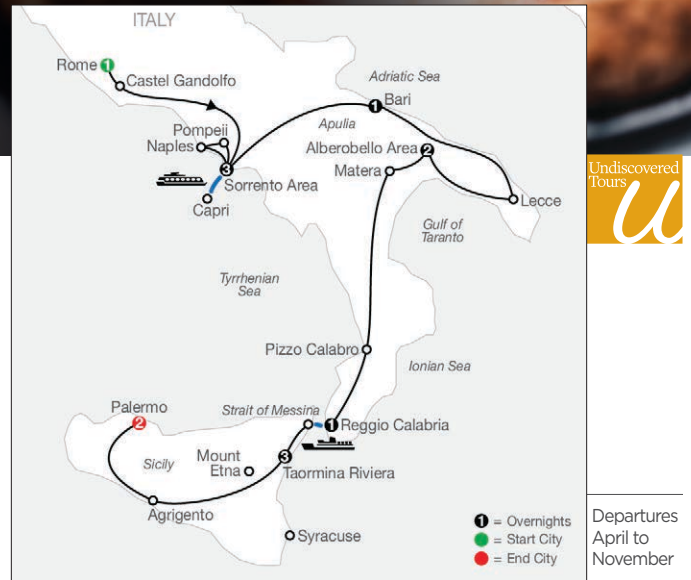 ITALY
Rome 1
Castel Gandolfo
Adriatic Sea
1 Bari
Pompeii
Apulia
Naples
Alberobello Area 2
3
Sorrento Area
Matera
Capri
Lecce
Gulf of
Taranto
Tyrrhenian
Sea
Pizzo Calabro
Ionian Sea
Palermo
2
Strait of Messina
1 Reggio Calabria
Sicily
Mount
Etna
3
Taormina Riviera
Agrigento
Syracuse
1 = Overnights
= Start City
= End City
Undiscovered
Tours
U
Departures
April to
November